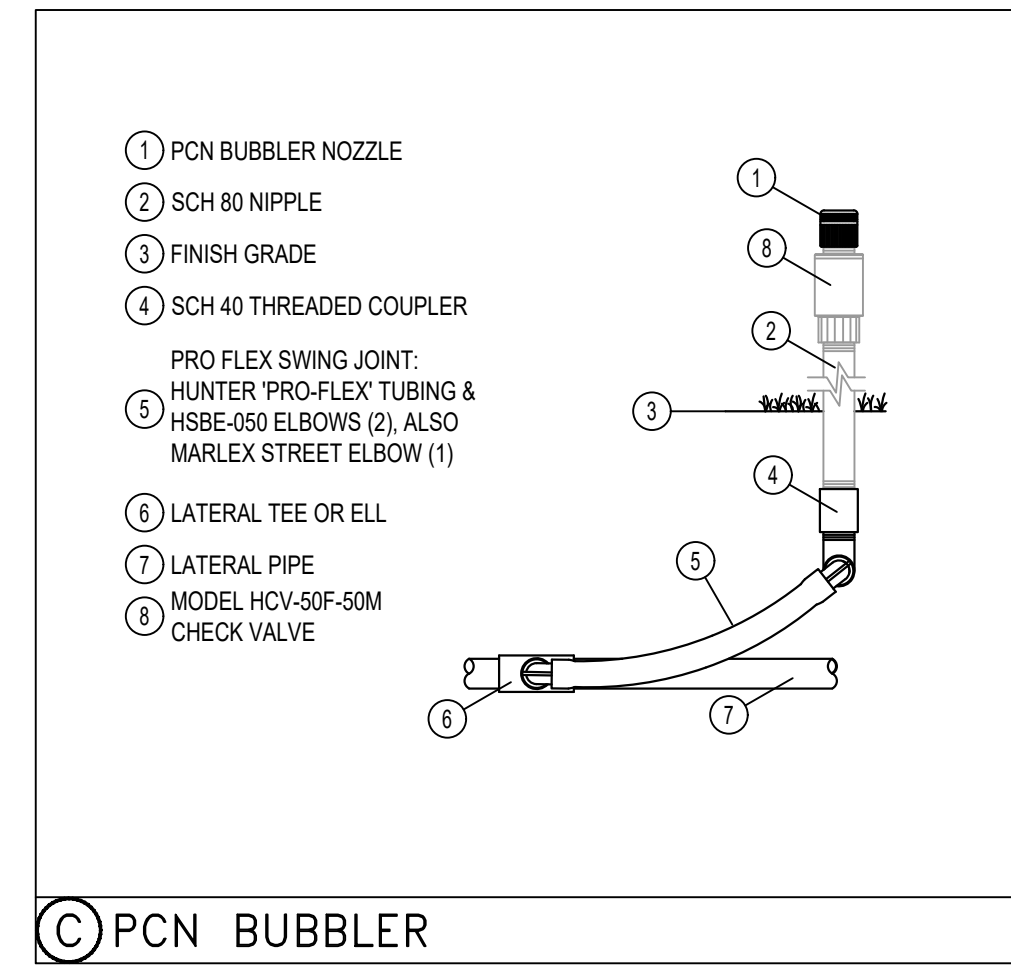 1 PCN BUBBLER NOZZLE
2 SCH 80 NIPPLE
3 FINISH GRADE
4 SCH 40 THREADED COUPLER
PRO FLEX SWING JOINT:
HUNTER 'PRO-FLEX' TUBING &
5 HSBE-050 ELBOWS (2), ALSO
MARLEX STREET ELBOW (1)
6 LATERAL TEE OR ELL
7 LATERAL PIPE
8 MODEL HCV-50F-50M
CHECK VALVE
1
8
2
3
4
5
6
7
C PCN BUBBLER